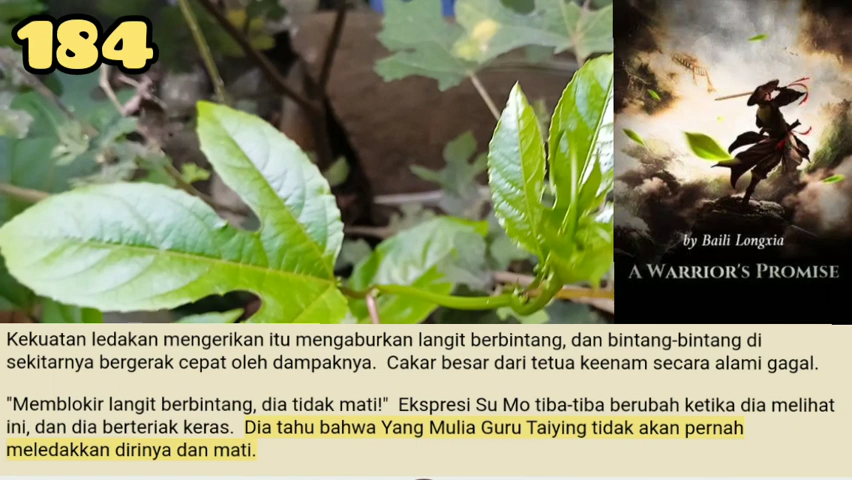 184
by Baili Longxia
A WARRIOR'S PROMISE
Kekuatan ledakan mengerikan itu mengaburkan langit berbintang, dan bintang-bintang di
sekitarnya bergerak cepat oleh dampaknya.  Cakar besar dari tetua keenam secara alami gagal.
"Memblokir langit berbintang, dia tidak mati!"  Ekspresi Su Mo tiba-tiba berubah ketika dia melihat
ini, dan dia berteriak keras.  Dia tahu bahwa Yang Mulia Guru Taiying tidak akan pernah
meledakkan dirinya dan mati.